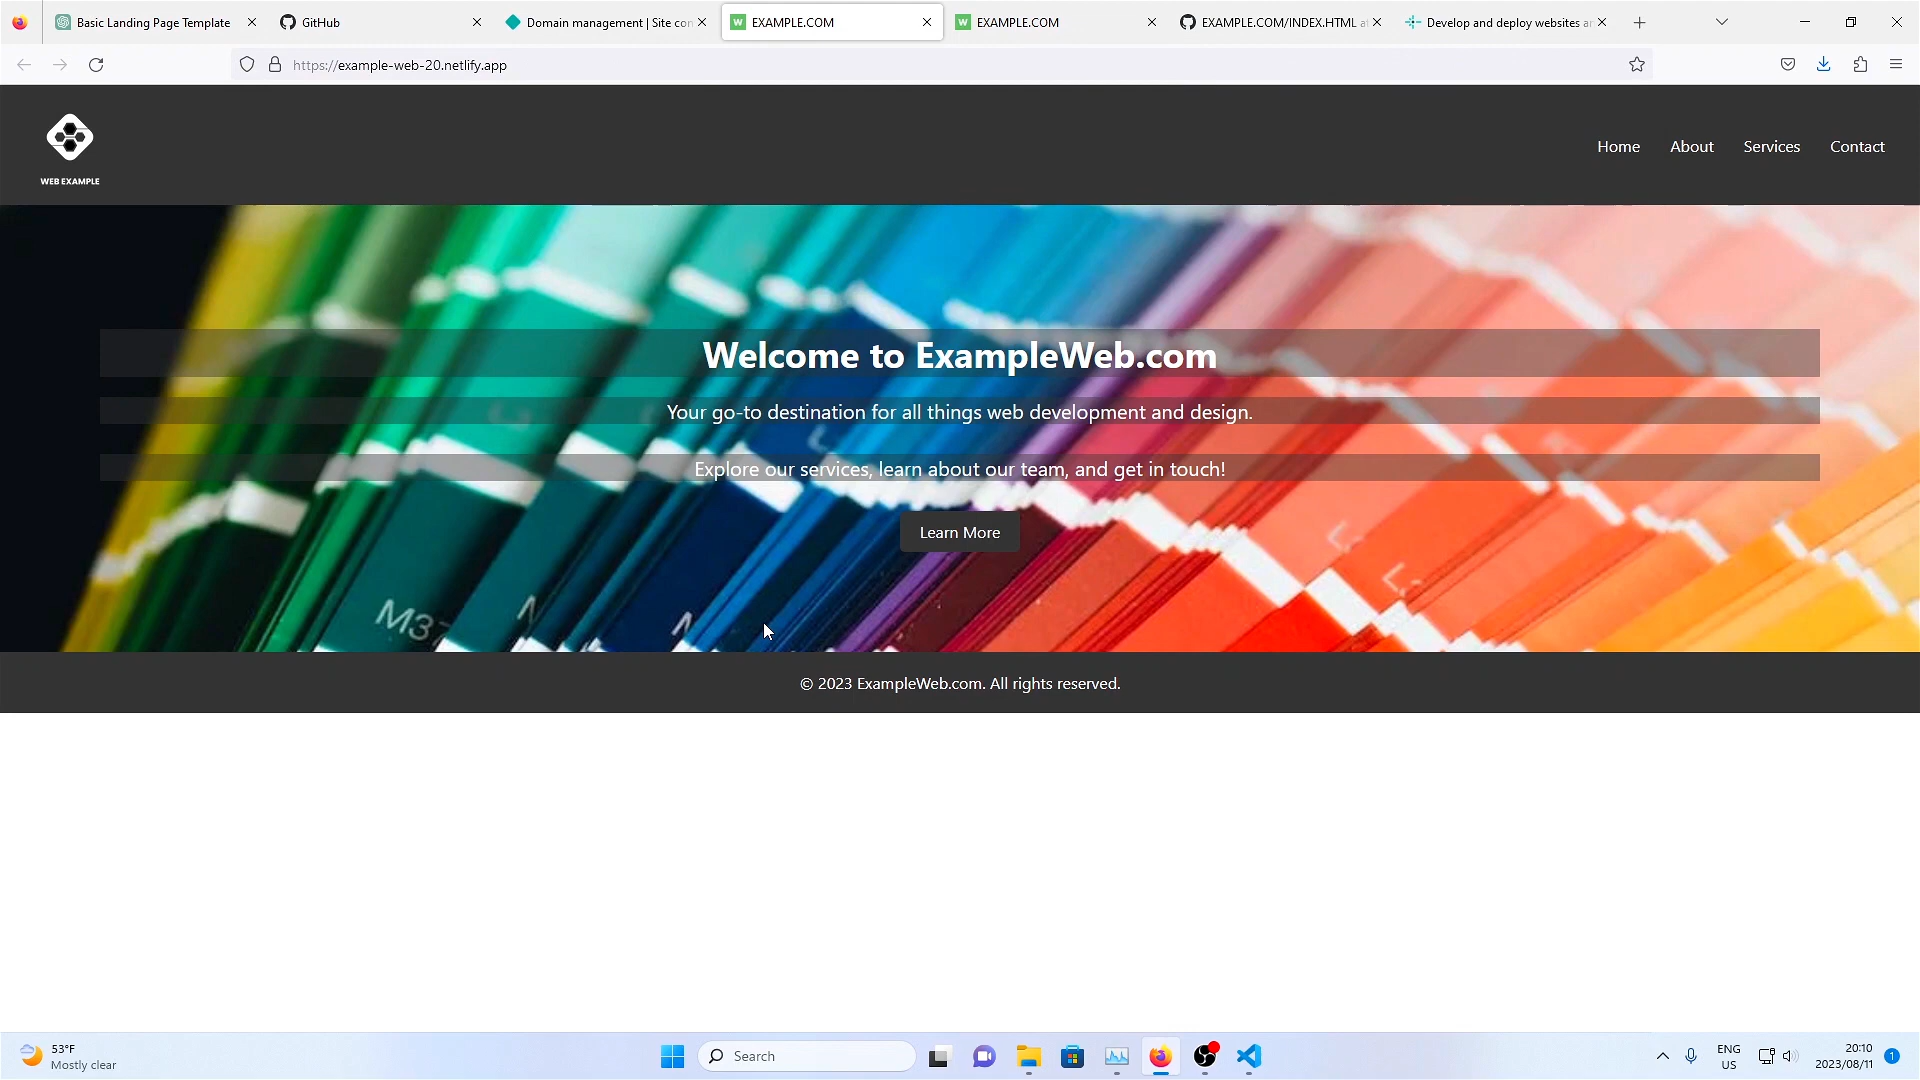 Basic Landing Page Template
GitHub
Domain management | Site con
EXAMPLE.COM
EXAMPLE.COM
EXAMPLE.COM/INDEX.HTML a
Develop and deploy websites a
https://example-web-20.netlify.app
WEB EXAMPLE
Home
About
Services
Contact
Welcome to ExampleWeb.com
Your go-to destination for all things web development and design.
Explore our services, learn about our team, and get in touch!
Learn More
M37
© 2023 ExampleWeb.com. All rights reserved.
53°F
Mostly clear
Search
ENG
US
20:10
2023/08/11
1